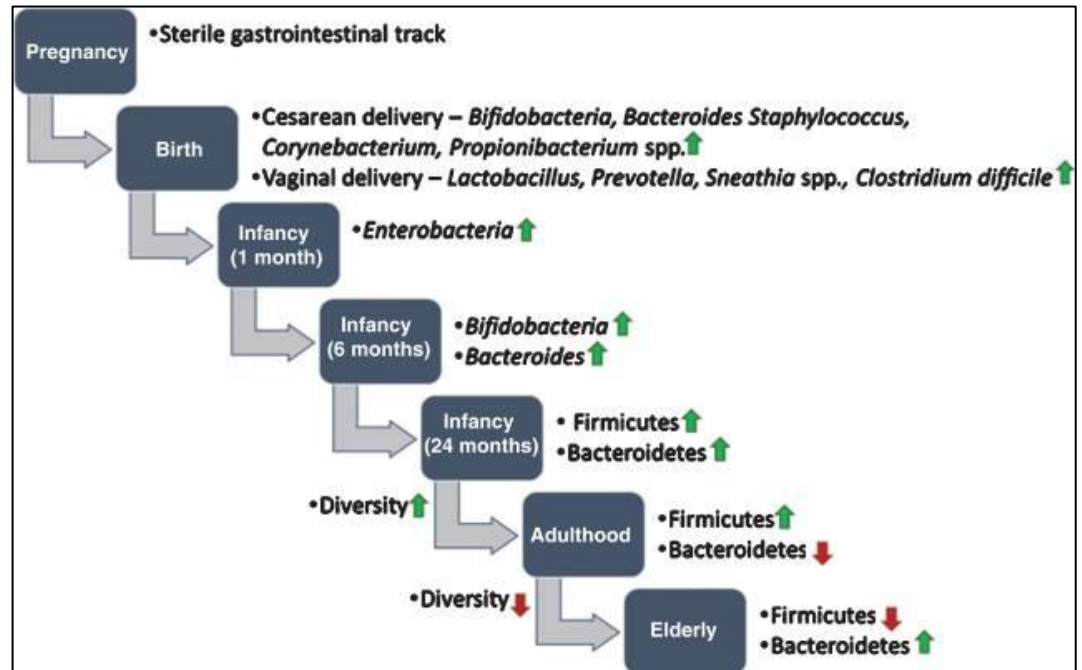 Pregnancy
•Sterile gastrointestinal track
Birth
•Cesarean delivery – Bifidobacteria, Bacteroides Staphylococcus,
Corynebacterium, Propionibacterium spp.
•Vaginal delivery – Lactobacillus, Prevotella, Sneathia spp., Clostridium difficile
Infancy
(1 month)
•Enterobacteria
Infancy
(6 months)
•Bifidobacteria
•Bacteroides
Infancy
(24 months)
• Firmicutes
•Bacteroidetes
•Diversity
Adulthood
•Firmicutes
•Bacteroidetes
•Diversity
Elderly
•Firmicutes
•Bacteroidetes